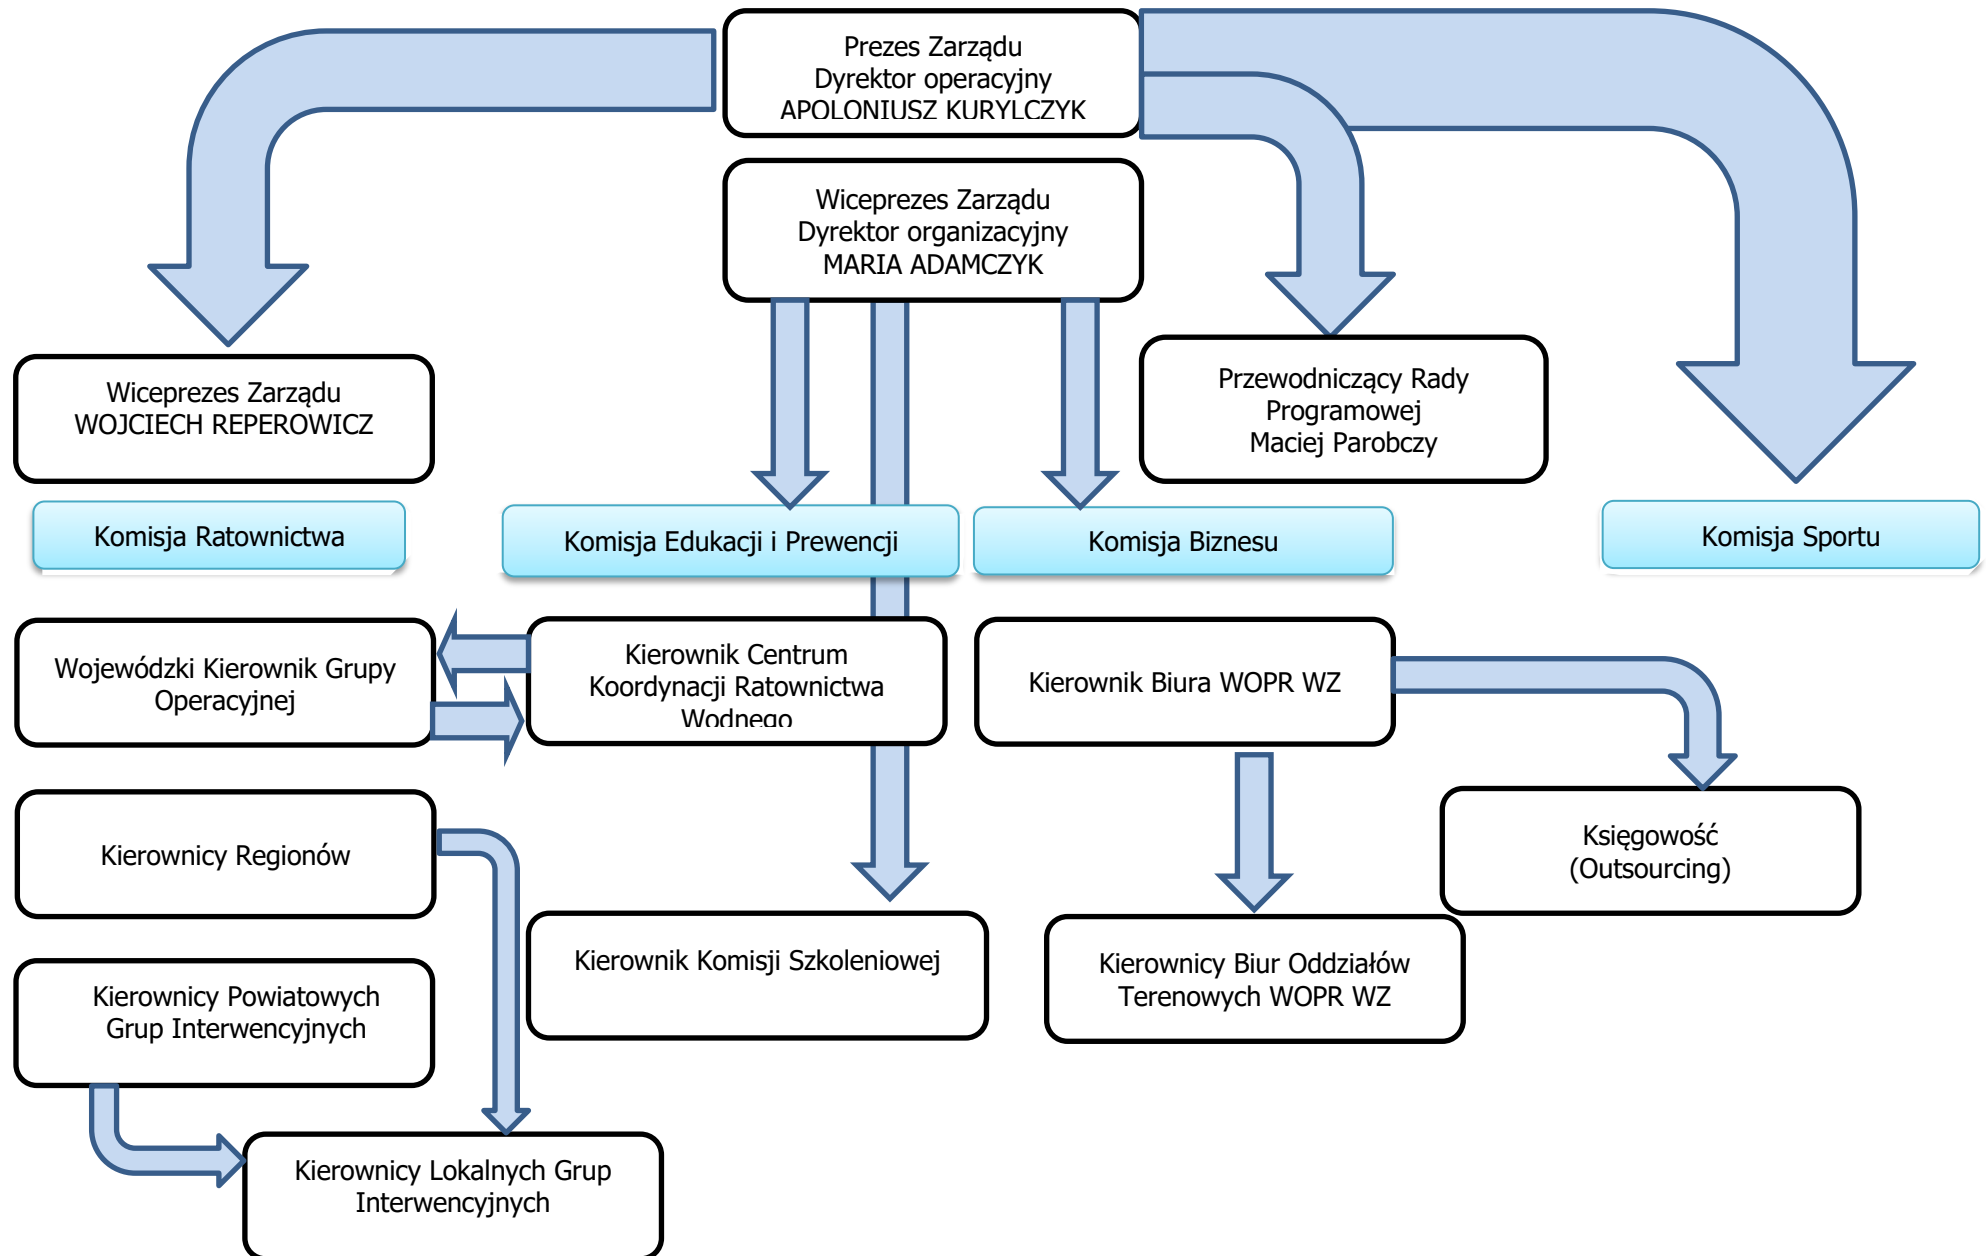 Prezes Zarządu
Dyrektor operacyjny
APOLONIUSZ KURYLCZYK
Wiceprezes Zarządu
Dyrektor organizacyjny
MARIA ADAMCZYK
Wiceprezes Zarządu
WOJCIECH REPEROWICZ
Przewodniczący Rady
Programowej
Maciej Parobczy
Komisja Ratownictwa
Komisja Edukacji i Prewencji
Komisja Biznesu
Komisja Sportu
Wojewódzki Kierownik Grupy
Operacyjnej
Kierownik Centrum
Koordynacji Ratownictwa
Wodnego
Kierownik Biura WOPR WZ
Kierownicy Regionów
Księgowość
(Outsourcing)
Kierownik Komisji Szkoleniowej
Kierownicy Biur Oddziałów
Terenowych WOPR WZ
Kierownicy Powiatowych
Grup Interwencyjnych
Kierownicy Lokalnych Grup
Interwencyjnych